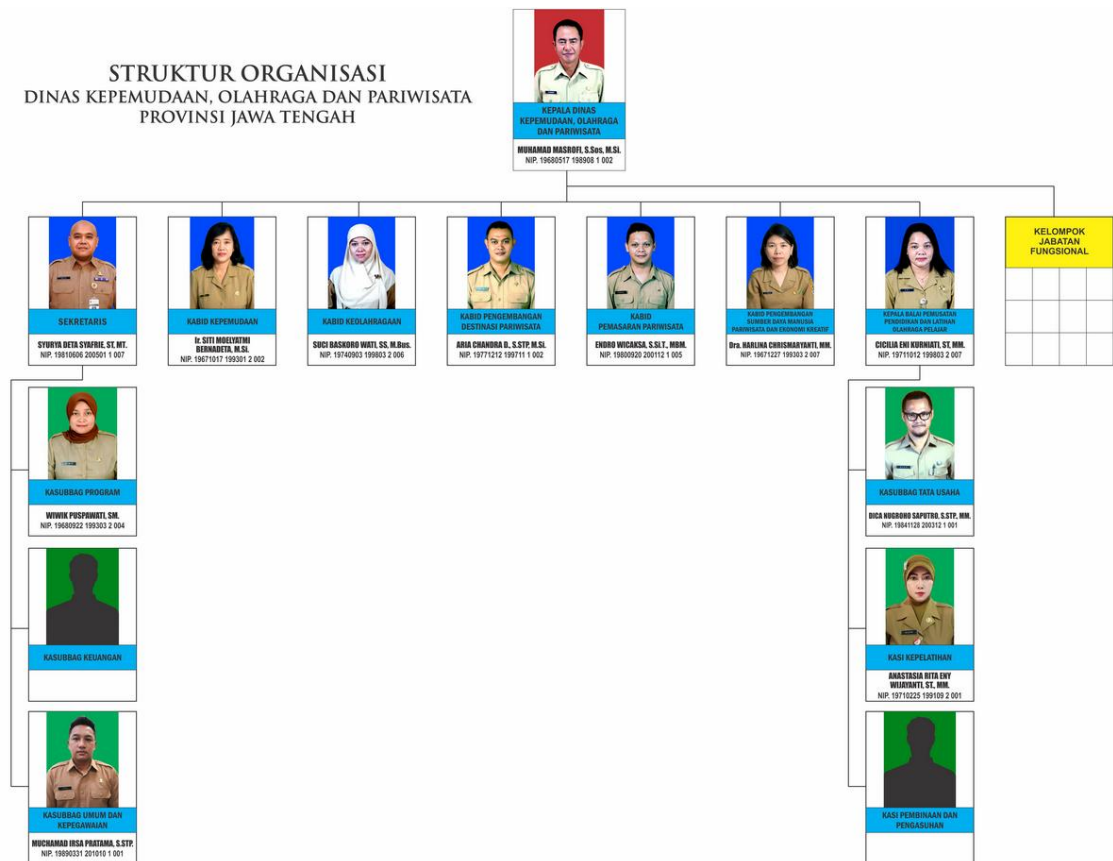 STRUKTUR ORGANISASI
DINAS KEPEMUDAAN, OLAHRAGA DAN PARIWISATA
PROVINSI JAWA TENGAH
KEPALA DINAS
KEPEMUDAAN, OLAHRAGA
DAN PARIWISATA
MUHAMAD MASROFI, S.Sos, M.Si.
NIP. 19680517 198908 1 002
SEKRETARIS
SYURYA DETA SYAFRIE, ST, MT.
NIP. 19810606 200501 1 007
KABID KEPEMUDAAN
Ir. SITI MOELYATMI
BERNADETA, M.Si.
NIP. 19671017 199301 2 002
KABID KEOLAHRAGAAN
SUCI BASKORO WATI, SS, M.Bus.
NIP. 19740903 199803 2 006
KABID PENGEMBANGAN
DESTINASI PARIWISATA
ARIA CHANDRA D., S.STP, M.Si.
NIP. 19771212 199711 1 002
KABID
PEMASARAN PARIWISATA
ENDRO WICAKSA, S.Si.T., MBM.
NIP. 19800920 200112 1 005
KABID PENGEMBANGAN
SUMBER DAYA MANUSIA
PARIWISATA DAN EKONOMI KREATIF
Dra. HARLINA CHRISMARYANTI, MM.
NIP. 19671227 199303 2 007
KEPALA BALAI PEMUSATAN
PENDIDIKAN DAN LATIHAN
OLAHRAGA PELAJAR
CICILIA ENI KURNIATI, ST, MM.
NIP. 19711012 199803 2 007
KELOMPOK
JABATAN
FUNGSIONAL
KASUBBAG PROGRAM
WIWIK PUSPAWATI, SM.
NIP. 19680922 199303 2 004
KASUBBAG TATA USAHA
DICA NUGROHO SAPUTRO, S.STP., MM.
NIP. 19841128 200312 1 001
KASUBBAG KEUANGAN
KASI KEPELATIHAN
ANASTASIA RITA ENY
WIJAYANTI, ST., MM.
NIP. 19710225 199109 2 001
KASUBBAG UMUM DAN
KEPEGAWAIAN
MUCHAMAD IRSA PRATAMA, S.STP.
NIP. 19890331 201010 1 001
KASI PEMBINAAN DAN
PENGASUHAN